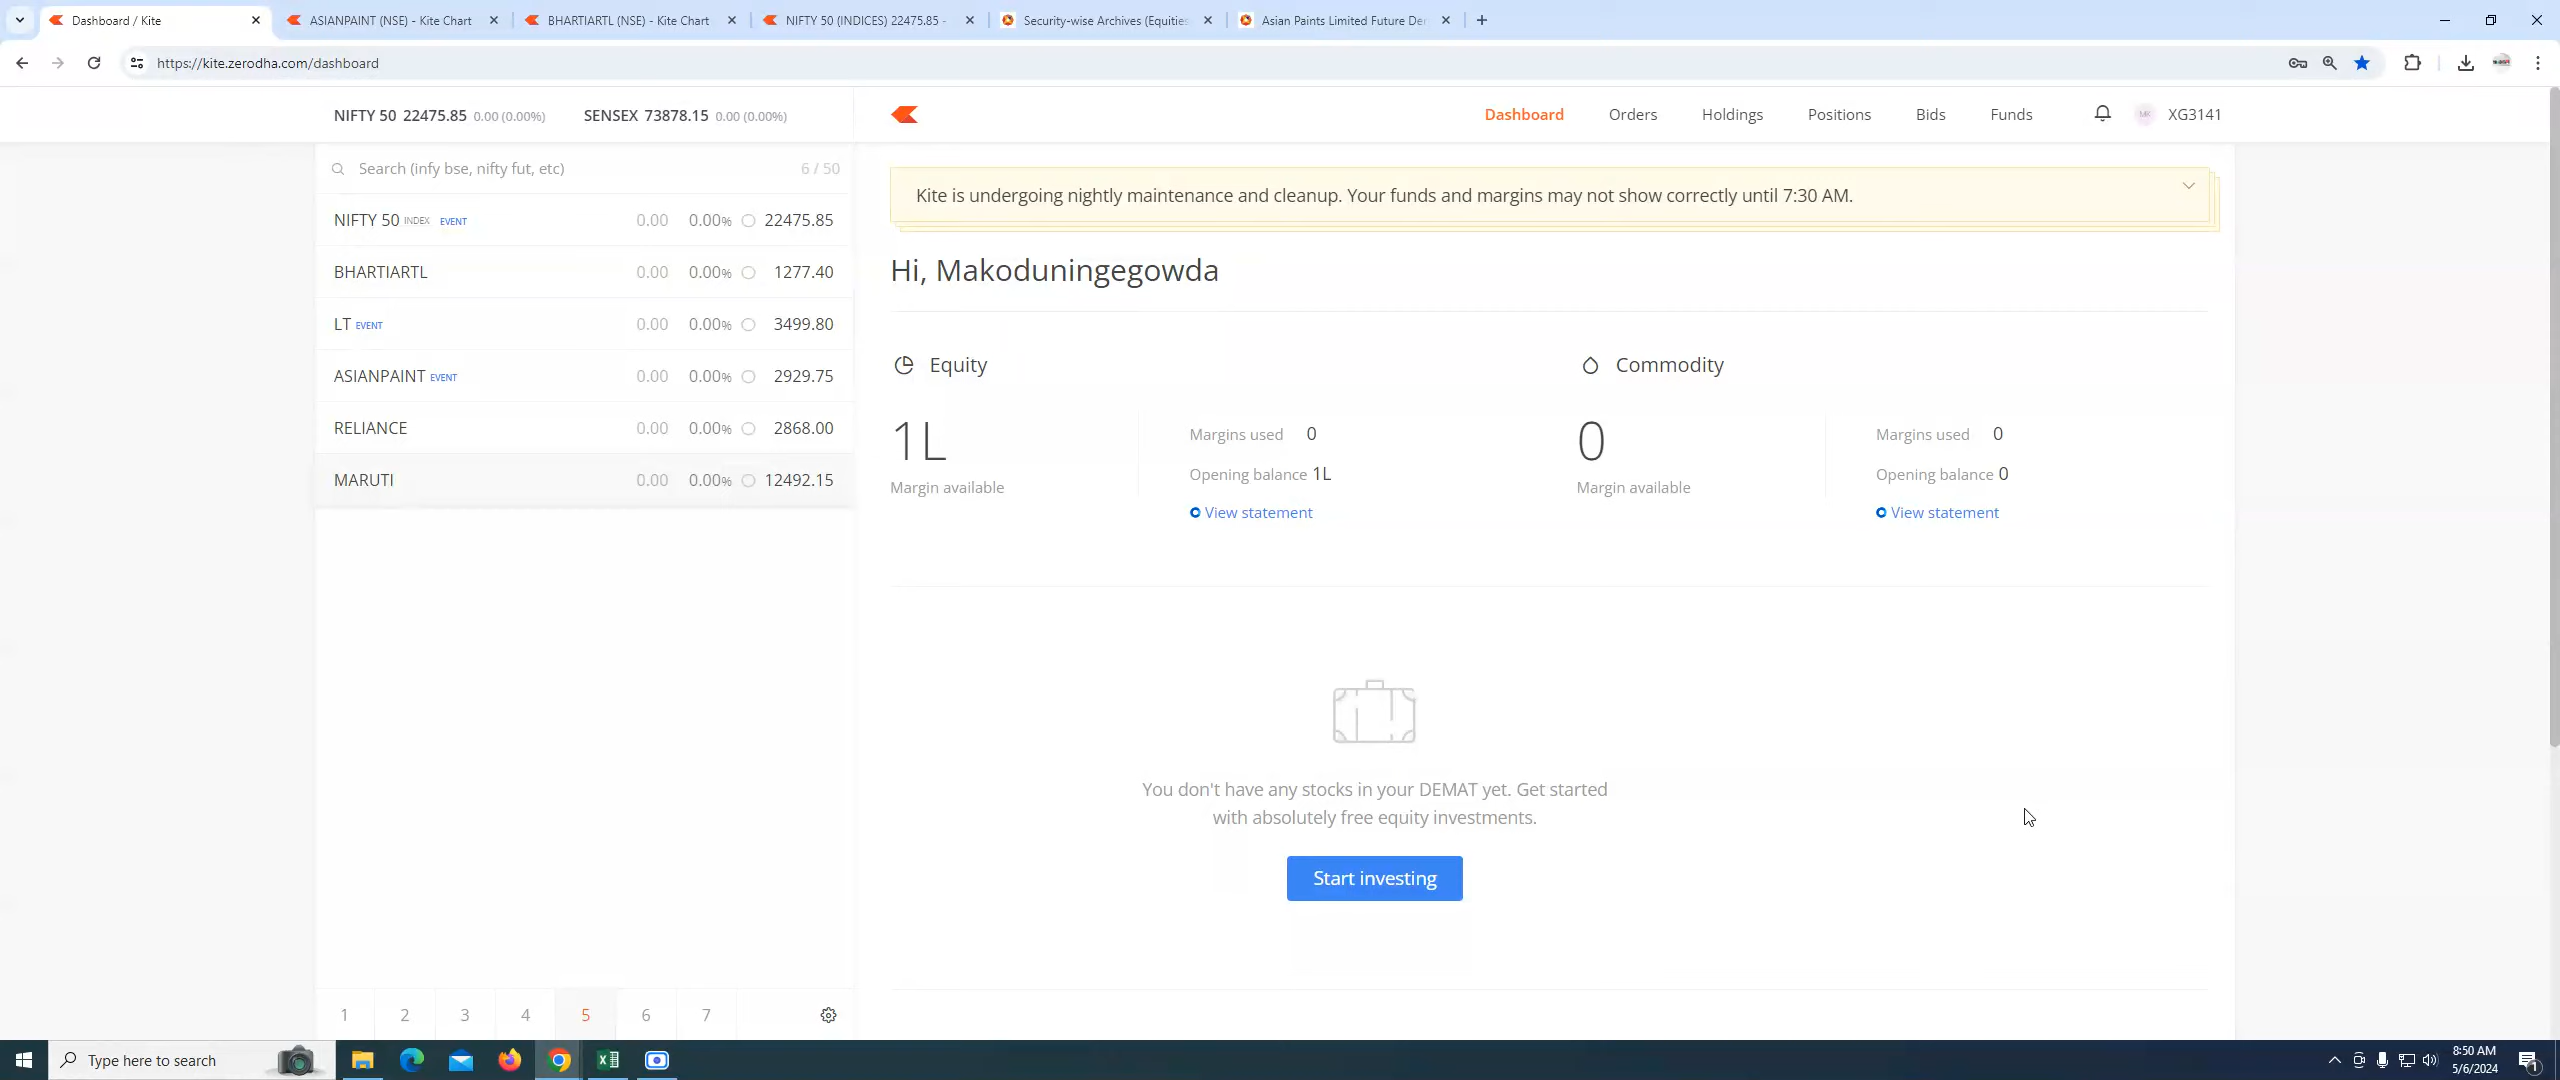 Dashboard / Kite
ASIANPAINT (NSE) - Kite Chart
BHARTIARTL (NSE) - Kite Chart
NIFTY 50 (INDICES) 22475.85 -
Security-wise Archives (Equities
Asian Paints Limited Future Der
https://kite.zerodha.com/dashboard
NIFTY 50 22475.85 0.00 (0.00%) SENSEX 73878.15 0.00 (0.00%)
Dashboard Orders Holdings Positions Bids Funds MK XG3141
Search (infy bse, nifty fut, etc) 6 / 50
NIFTY 50 INDEX EVENT 0.00 0.00% 22475.85
BHARTIARTL 0.00 0.00% 1277.40
LT EVENT 0.00 0.00% 3499.80
ASIANPAINT EVENT 0.00 0.00% 2929.75
RELIANCE 0.00 0.00% 2868.00
MARUTI 0.00 0.00% 12492.15
1 2 3 4 5 6 7
Kite is undergoing nightly maintenance and cleanup. Your funds and margins may not show correctly until 7:30 AM.
Hi, Makoduningegowda
Equity
1L
Margin available
Margins used 0
Opening balance 1L
View statement
Commodity
0
Margin available
Margins used 0
Opening balance 0
View statement
You don't have any stocks in your DEMAT yet. Get started
with absolutely free equity investments.
Start investing
Type here to search
8:50 AM
5/6/2024
1